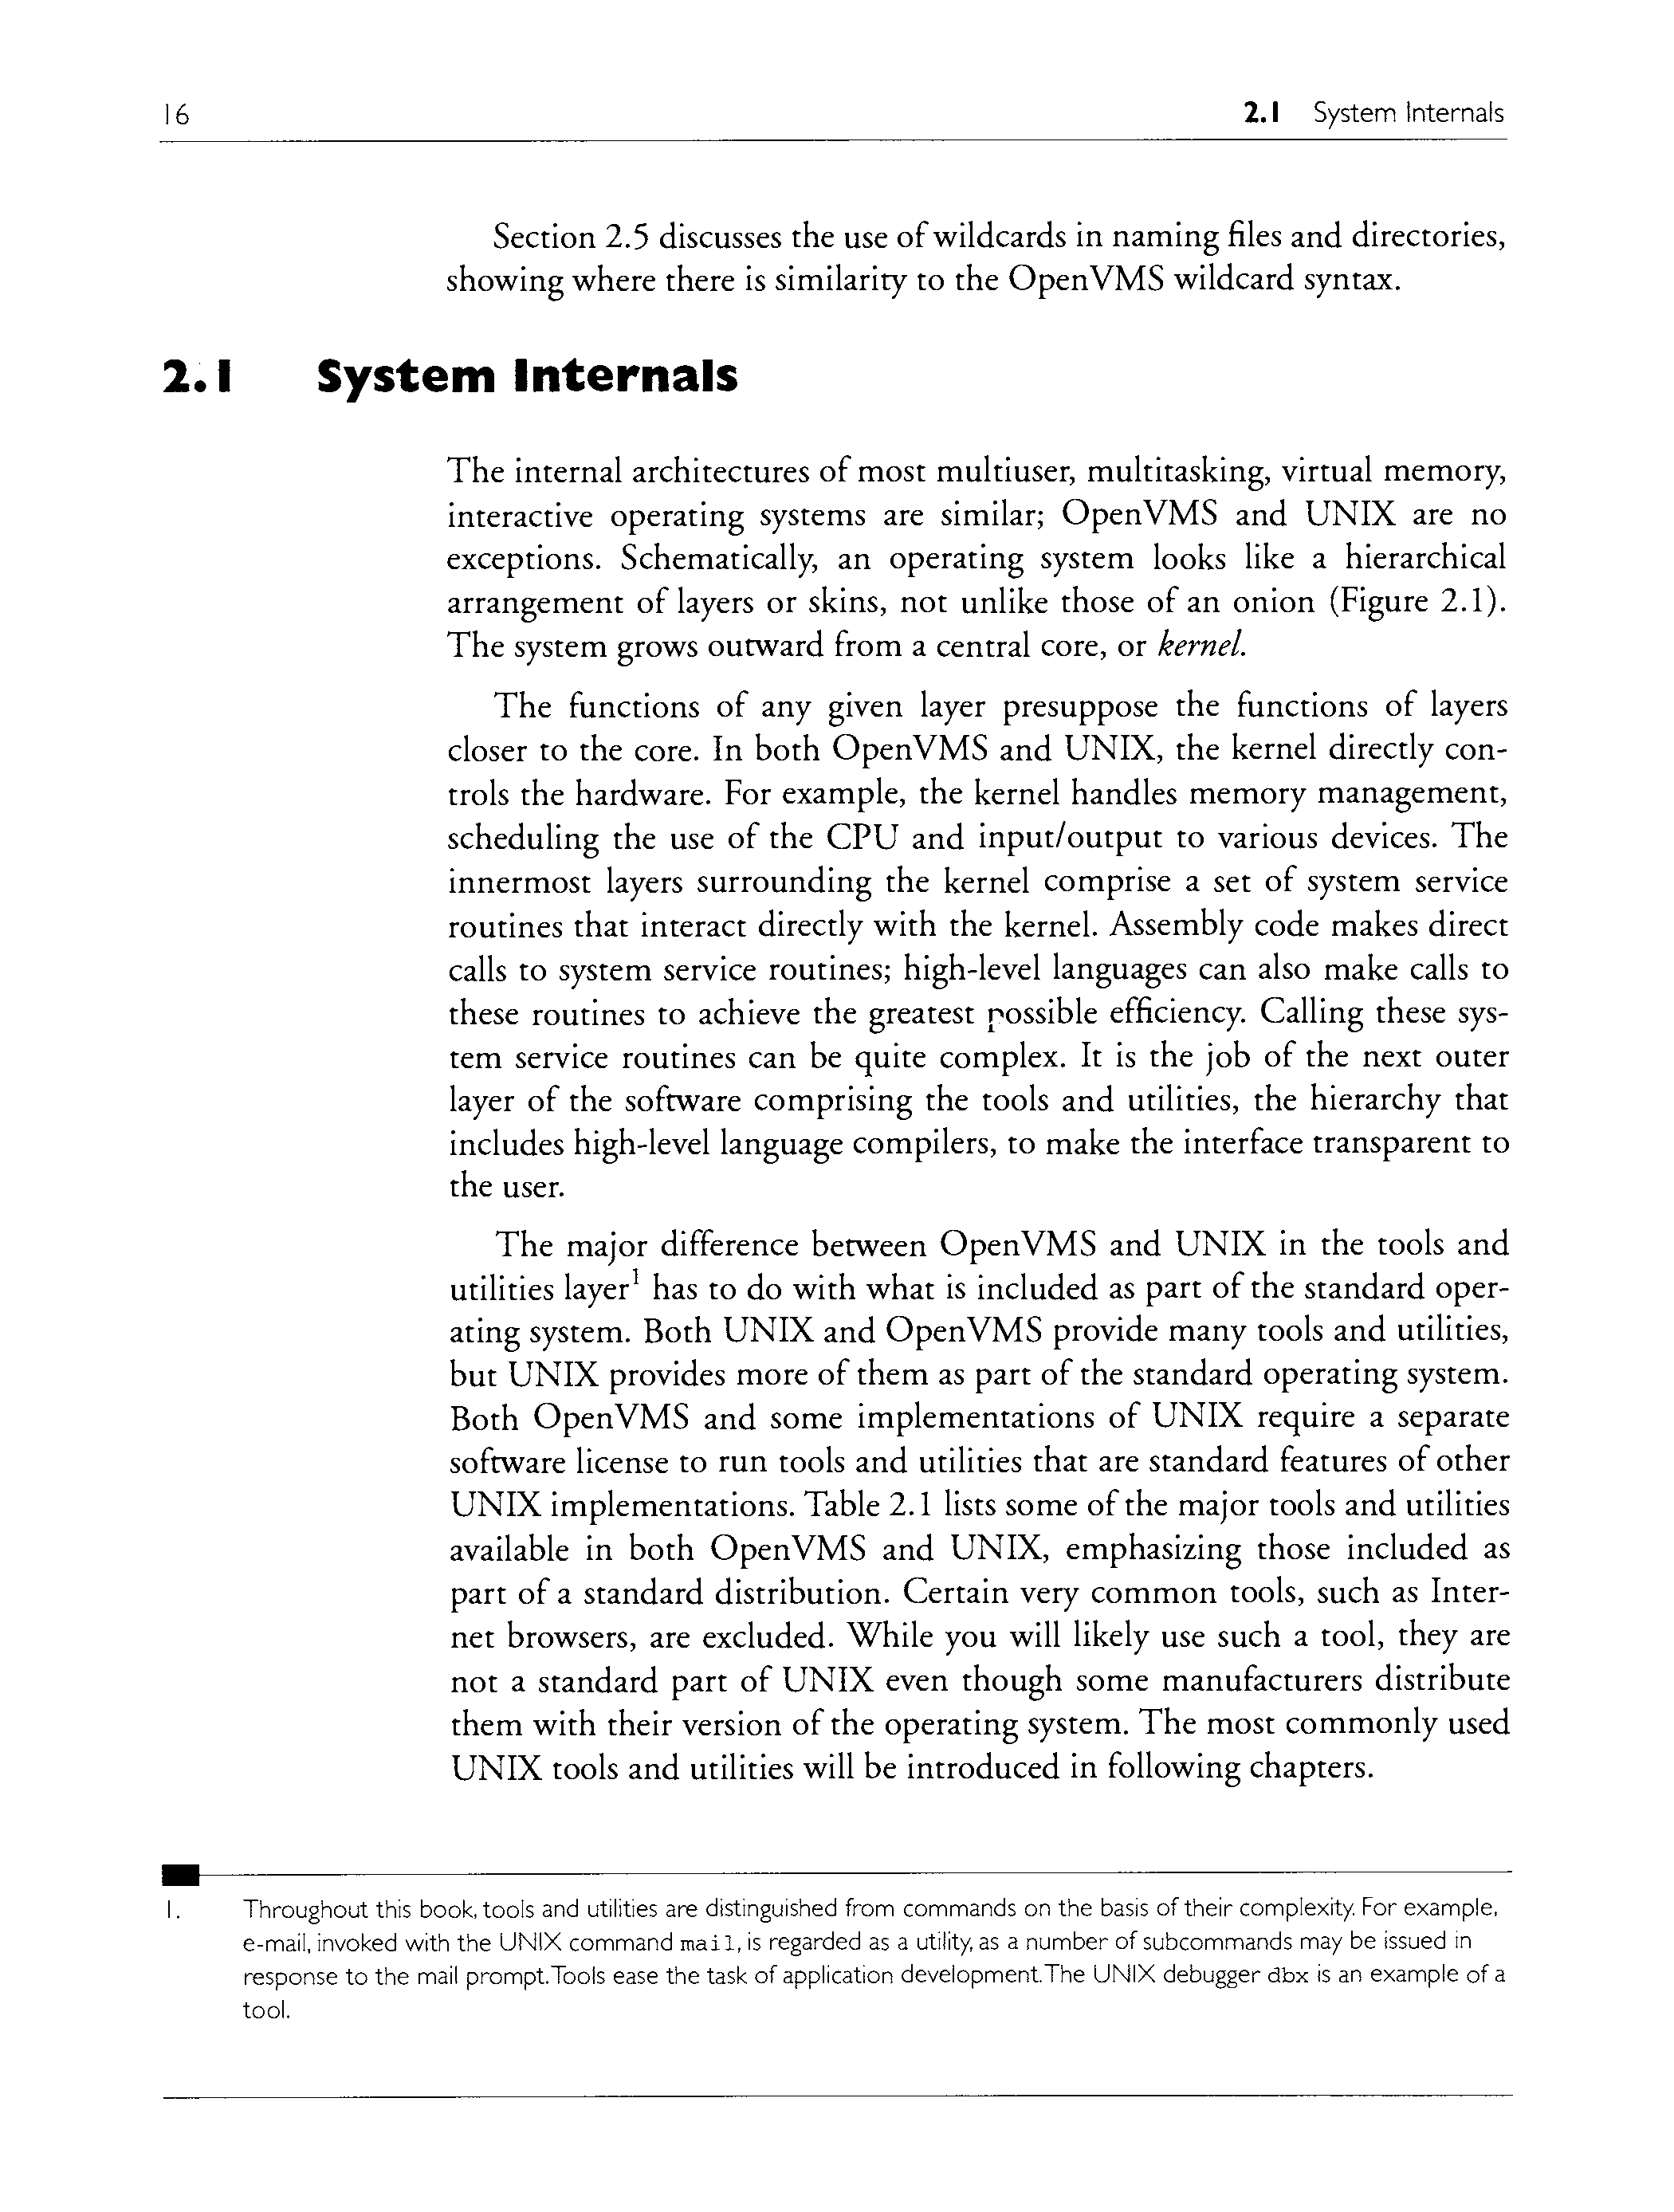 16
2.1 System Internals
Section 2.5 discusses the use of wildcards in naming files and directories,
showing where there is similarity to the OpenVMS wildcard syntax.
2.1 System Internals
The internal architectures of most multiuser, multitasking, virtual memory,
interactive operating systems are similar; OpenVMS and UNIX are no
exceptions. Schematically, an operating system looks like a hierarchical
arrangement of layers or skins, not unlike those of an onion (Figure 2.1).
The system grows outward from a central core, or kernel.
The functions of any given layer presuppose the functions of layers
closer to the core. In both OpenVMS and UNIX, the kernel directly con-
trols the hardware. For example, the kernel handles memory management,
scheduling the use of the CPU and input/output to various devices. The
innermost layers surrounding the kernel comprise a set of system service
routines that interact directly with the kernel. Assembly code makes direct
calls to system service routines; high-level languages can also make calls to
these routines to achieve the greatest possible efficiency. Calling these sys-
tem service routines can be quite complex. It is the job of the next outer
layer of the software comprising the tools and utilities, the hierarchy that
includes high-level language compilers, to make the interface transparent to
the user.
The major difference between OpenVMS and UNIX in the tools and
utilities layer1 has to do with what is included as part of the standard oper-
ating system. Both UNIX and OpenVMS provide many tools and utilities,
but UNIX provides more of them as part of the standard operating system.
Both OpenVMS and some implementations of UNIX require a separate
software license to run tools and utilities that are standard features of other
UNIX implementations. Table 2.1 lists some of the major tools and utilities
available in both OpenVMS and UNIX, emphasizing those included as
part of a standard distribution. Certain very common tools, such as Inter-
net browsers, are excluded. While you will likely use such a tool, they are
not a standard part of UNIX even though some manufacturers distribute
them with their version of the operating system. The most commonly used
UNIX tools and utilities will be introduced in following chapters.
1. Throughout this book, tools and utilities are distinguished from commands on the basis of their complexity. For example,
e-mail, invoked with the UNIX command mail, is regarded as a utility, as a number of subcommands may be issued in
response to the mail prompt. Tools ease the task of application development. The UNIX debugger dbx is an example of a
tool.